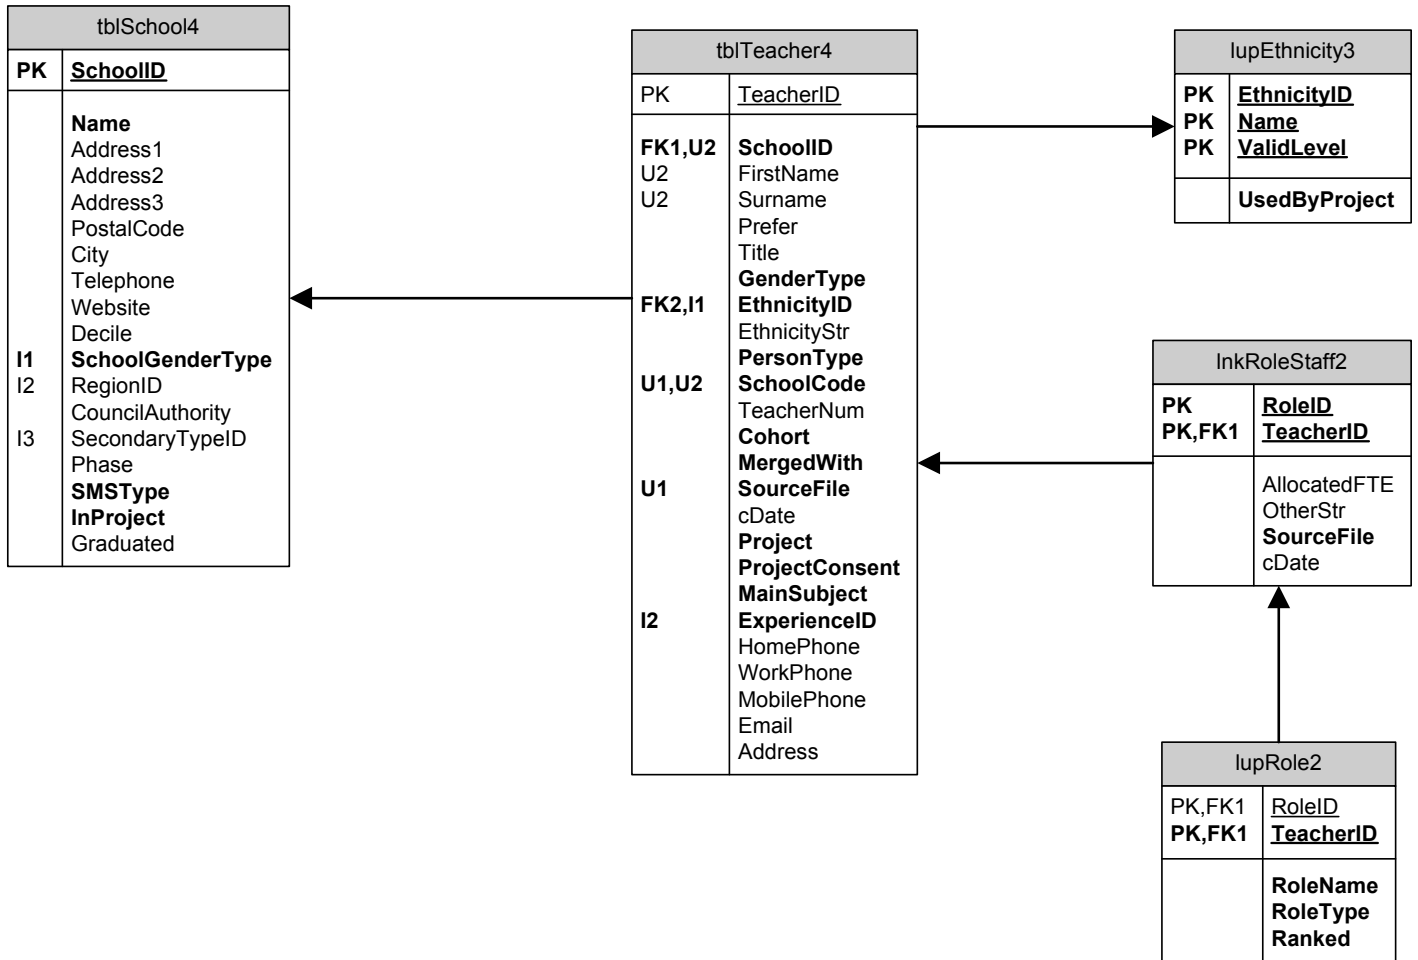 tblSchool4
PK SchoolID
Name
Address1
Address2
Address3
PostalCode
City
Telephone
Website
Decile
I1 SchoolGenderType
I2 RegionID
CouncilAuthority
I3 SecondaryTypeID
Phase
SMSType
InProject
Graduated
tblTeacher4
PK TeacherID
FK1,U2 SchoolID
U2 FirstName
U2 Surname
Prefer
Title
GenderType
FK2,I1 EthnicityID
EthnicityStr
PersonType
U1,U2 SchoolCode
TeacherNum
Cohort
MergedWith
U1 SourceFile
cDate
Project
ProjectConsent
MainSubject
I2 ExperienceID
HomePhone
WorkPhone
MobilePhone
Email
Address
lupEthnicity3
PK EthnicityID
PK Name
PK ValidLevel
UsedByProject
lnkRoleStaff2
PK RoleID
PK,FK1 TeacherID
AllocatedFTE
OtherStr
SourceFile
cDate
lupRole2
PK,FK1 RoleID
PK,FK1 TeacherID
RoleName
RoleType
Ranked